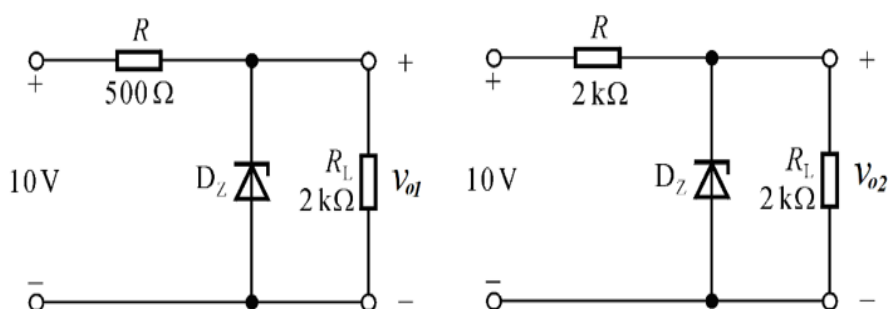 R
+
500 Ω
+
10 V
D_Z
R_L
2 kΩ
v_o1
−
−
R
+
2 kΩ
+
10 V
D_Z
R_L
2 kΩ
v_o2
−
−